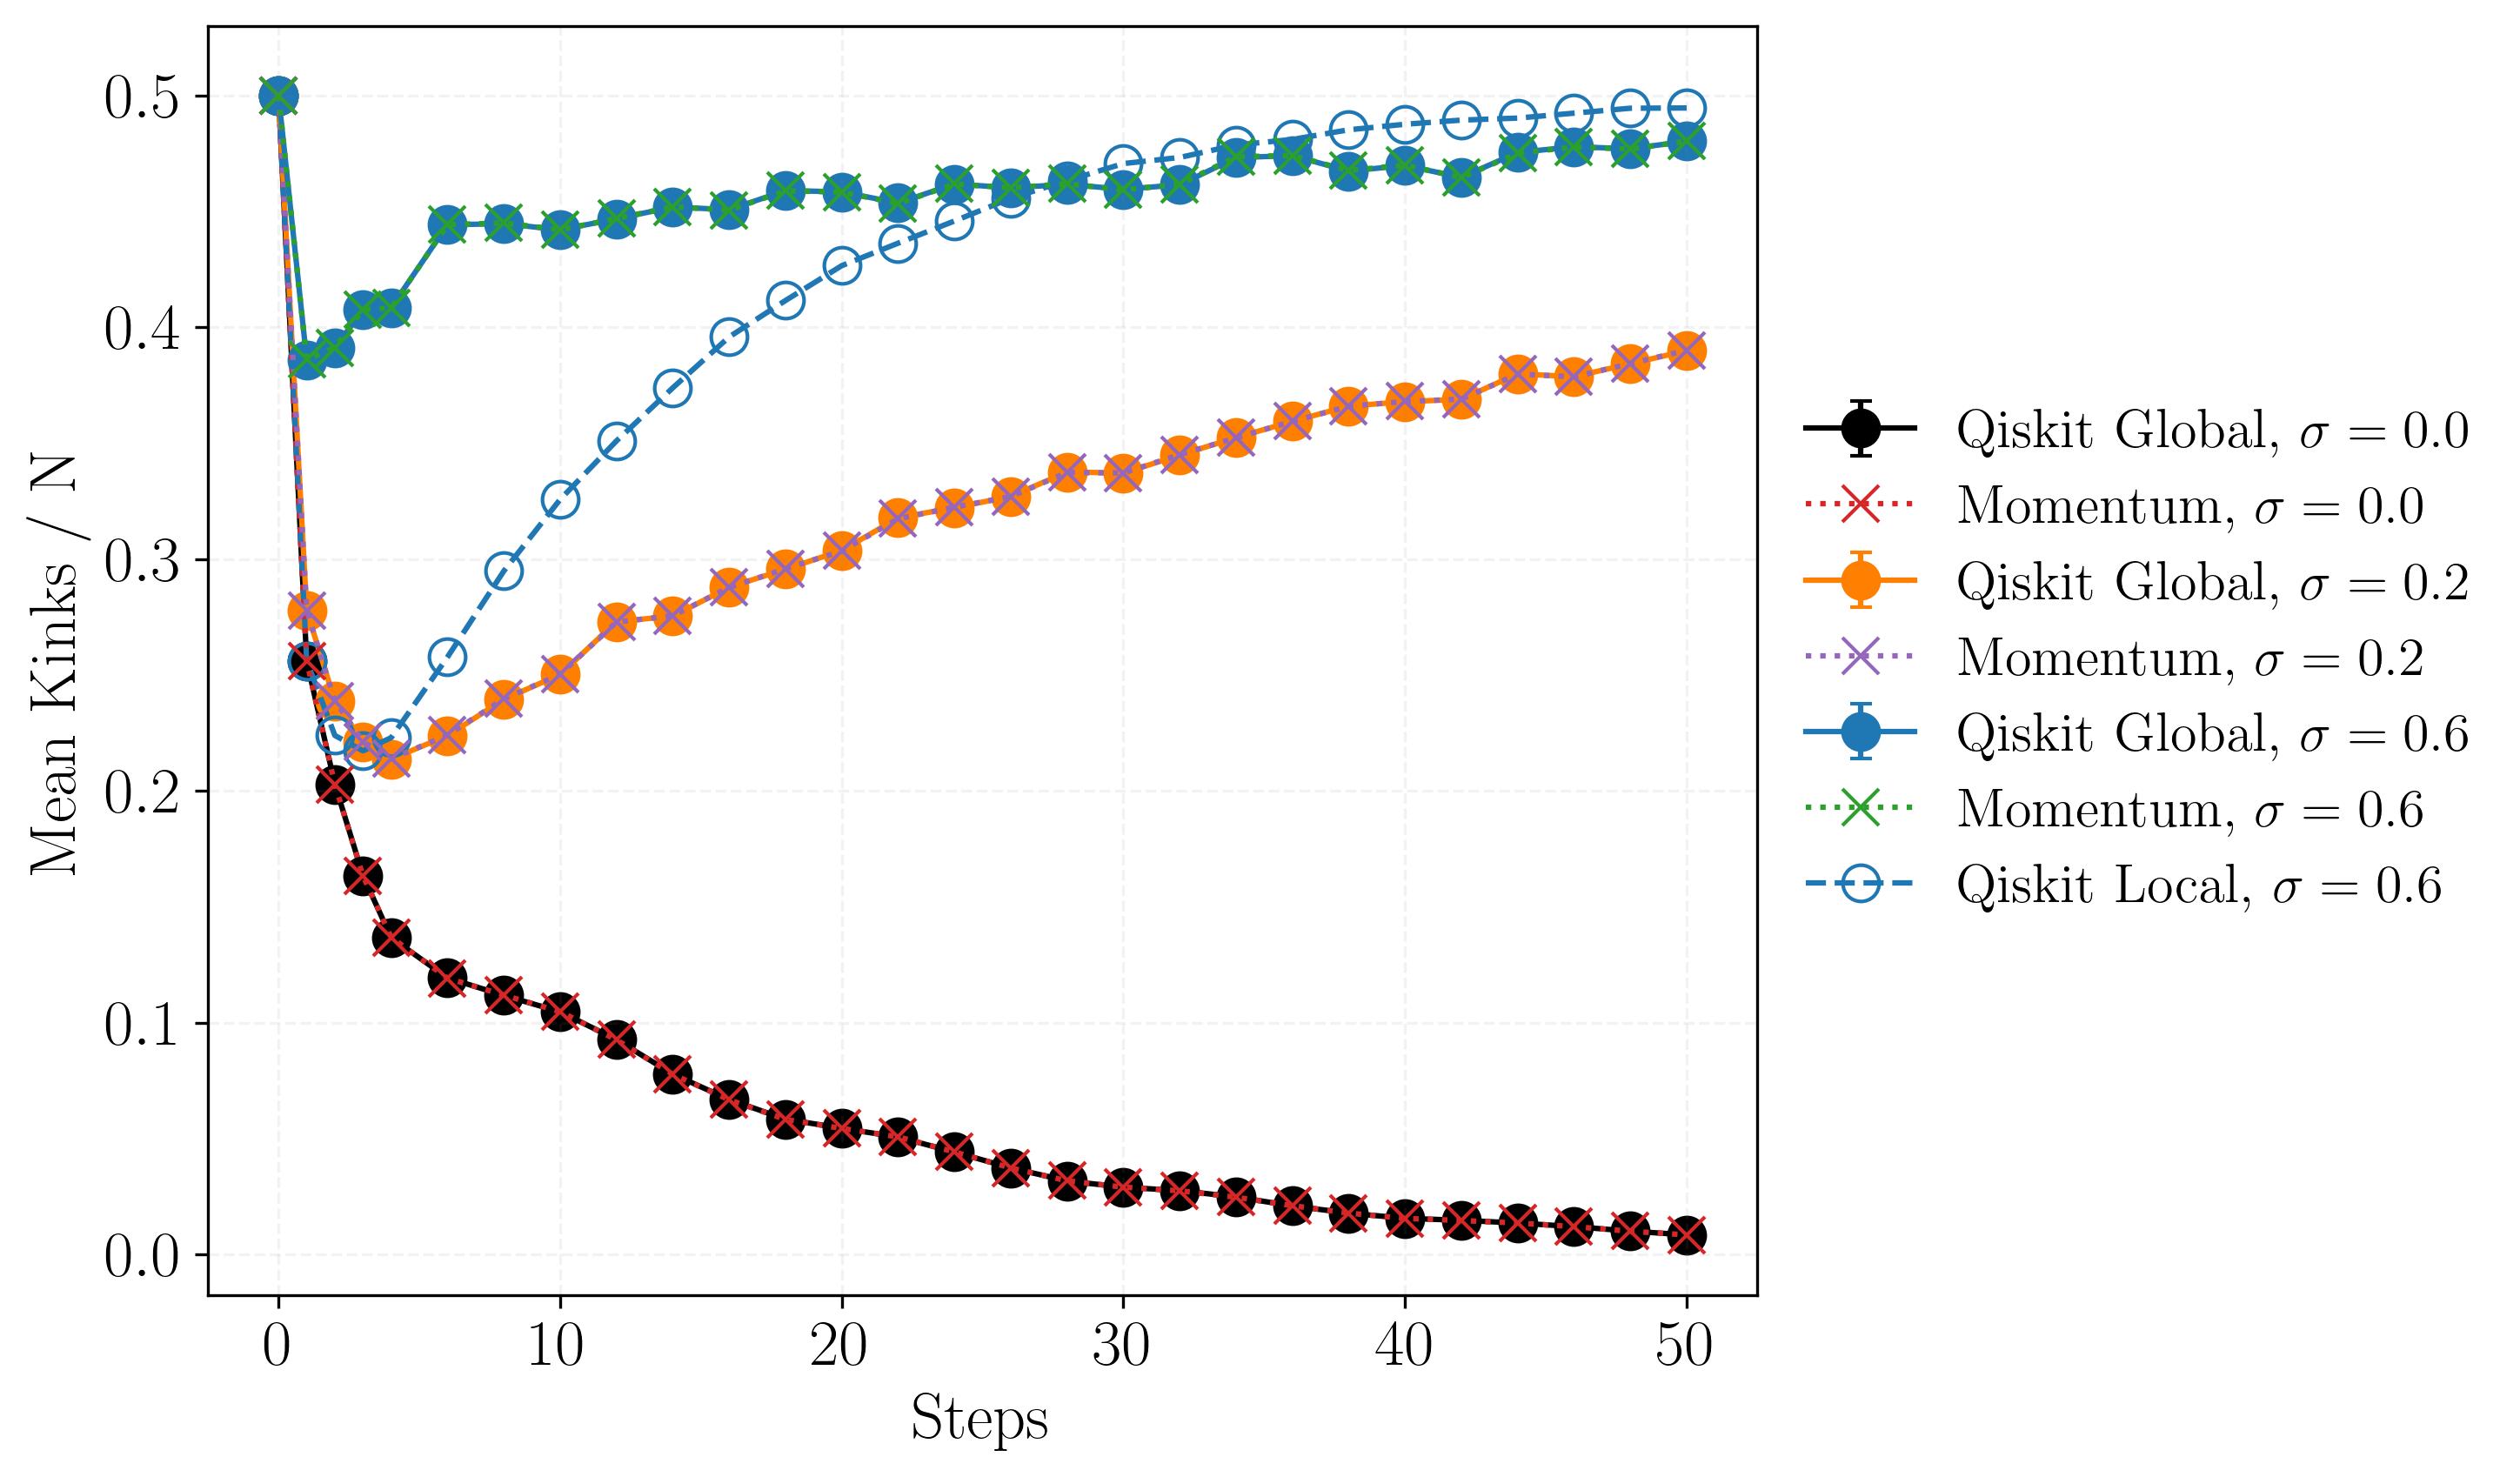 Mean Kinks / N
0.5
0.4
0.3
0.2
0.1
0.0
0 10 20 30 40 50
Steps
Qiskit Global, σ = 0.0
Momentum, σ = 0.0
Qiskit Global, σ = 0.2
Momentum, σ = 0.2
Qiskit Global, σ = 0.6
Momentum, σ = 0.6
Qiskit Local, σ = 0.6